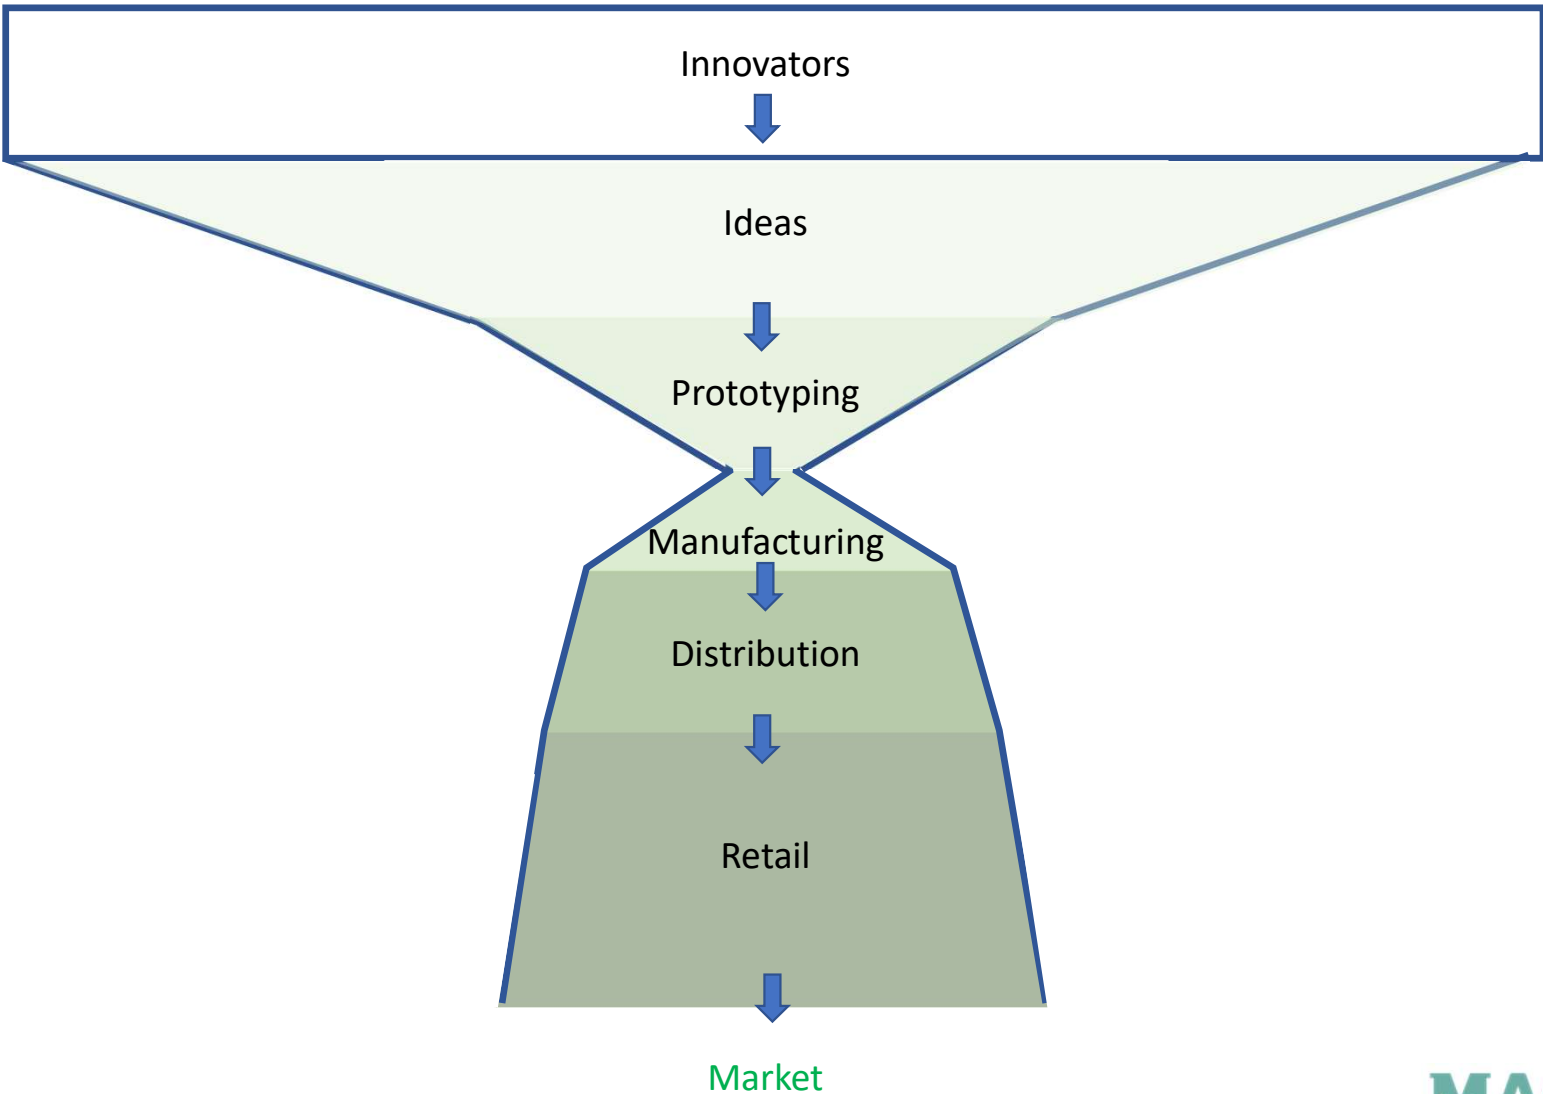 Innovators
Ideas
Prototyping
Manufacturing
Distribution
Retail
Market